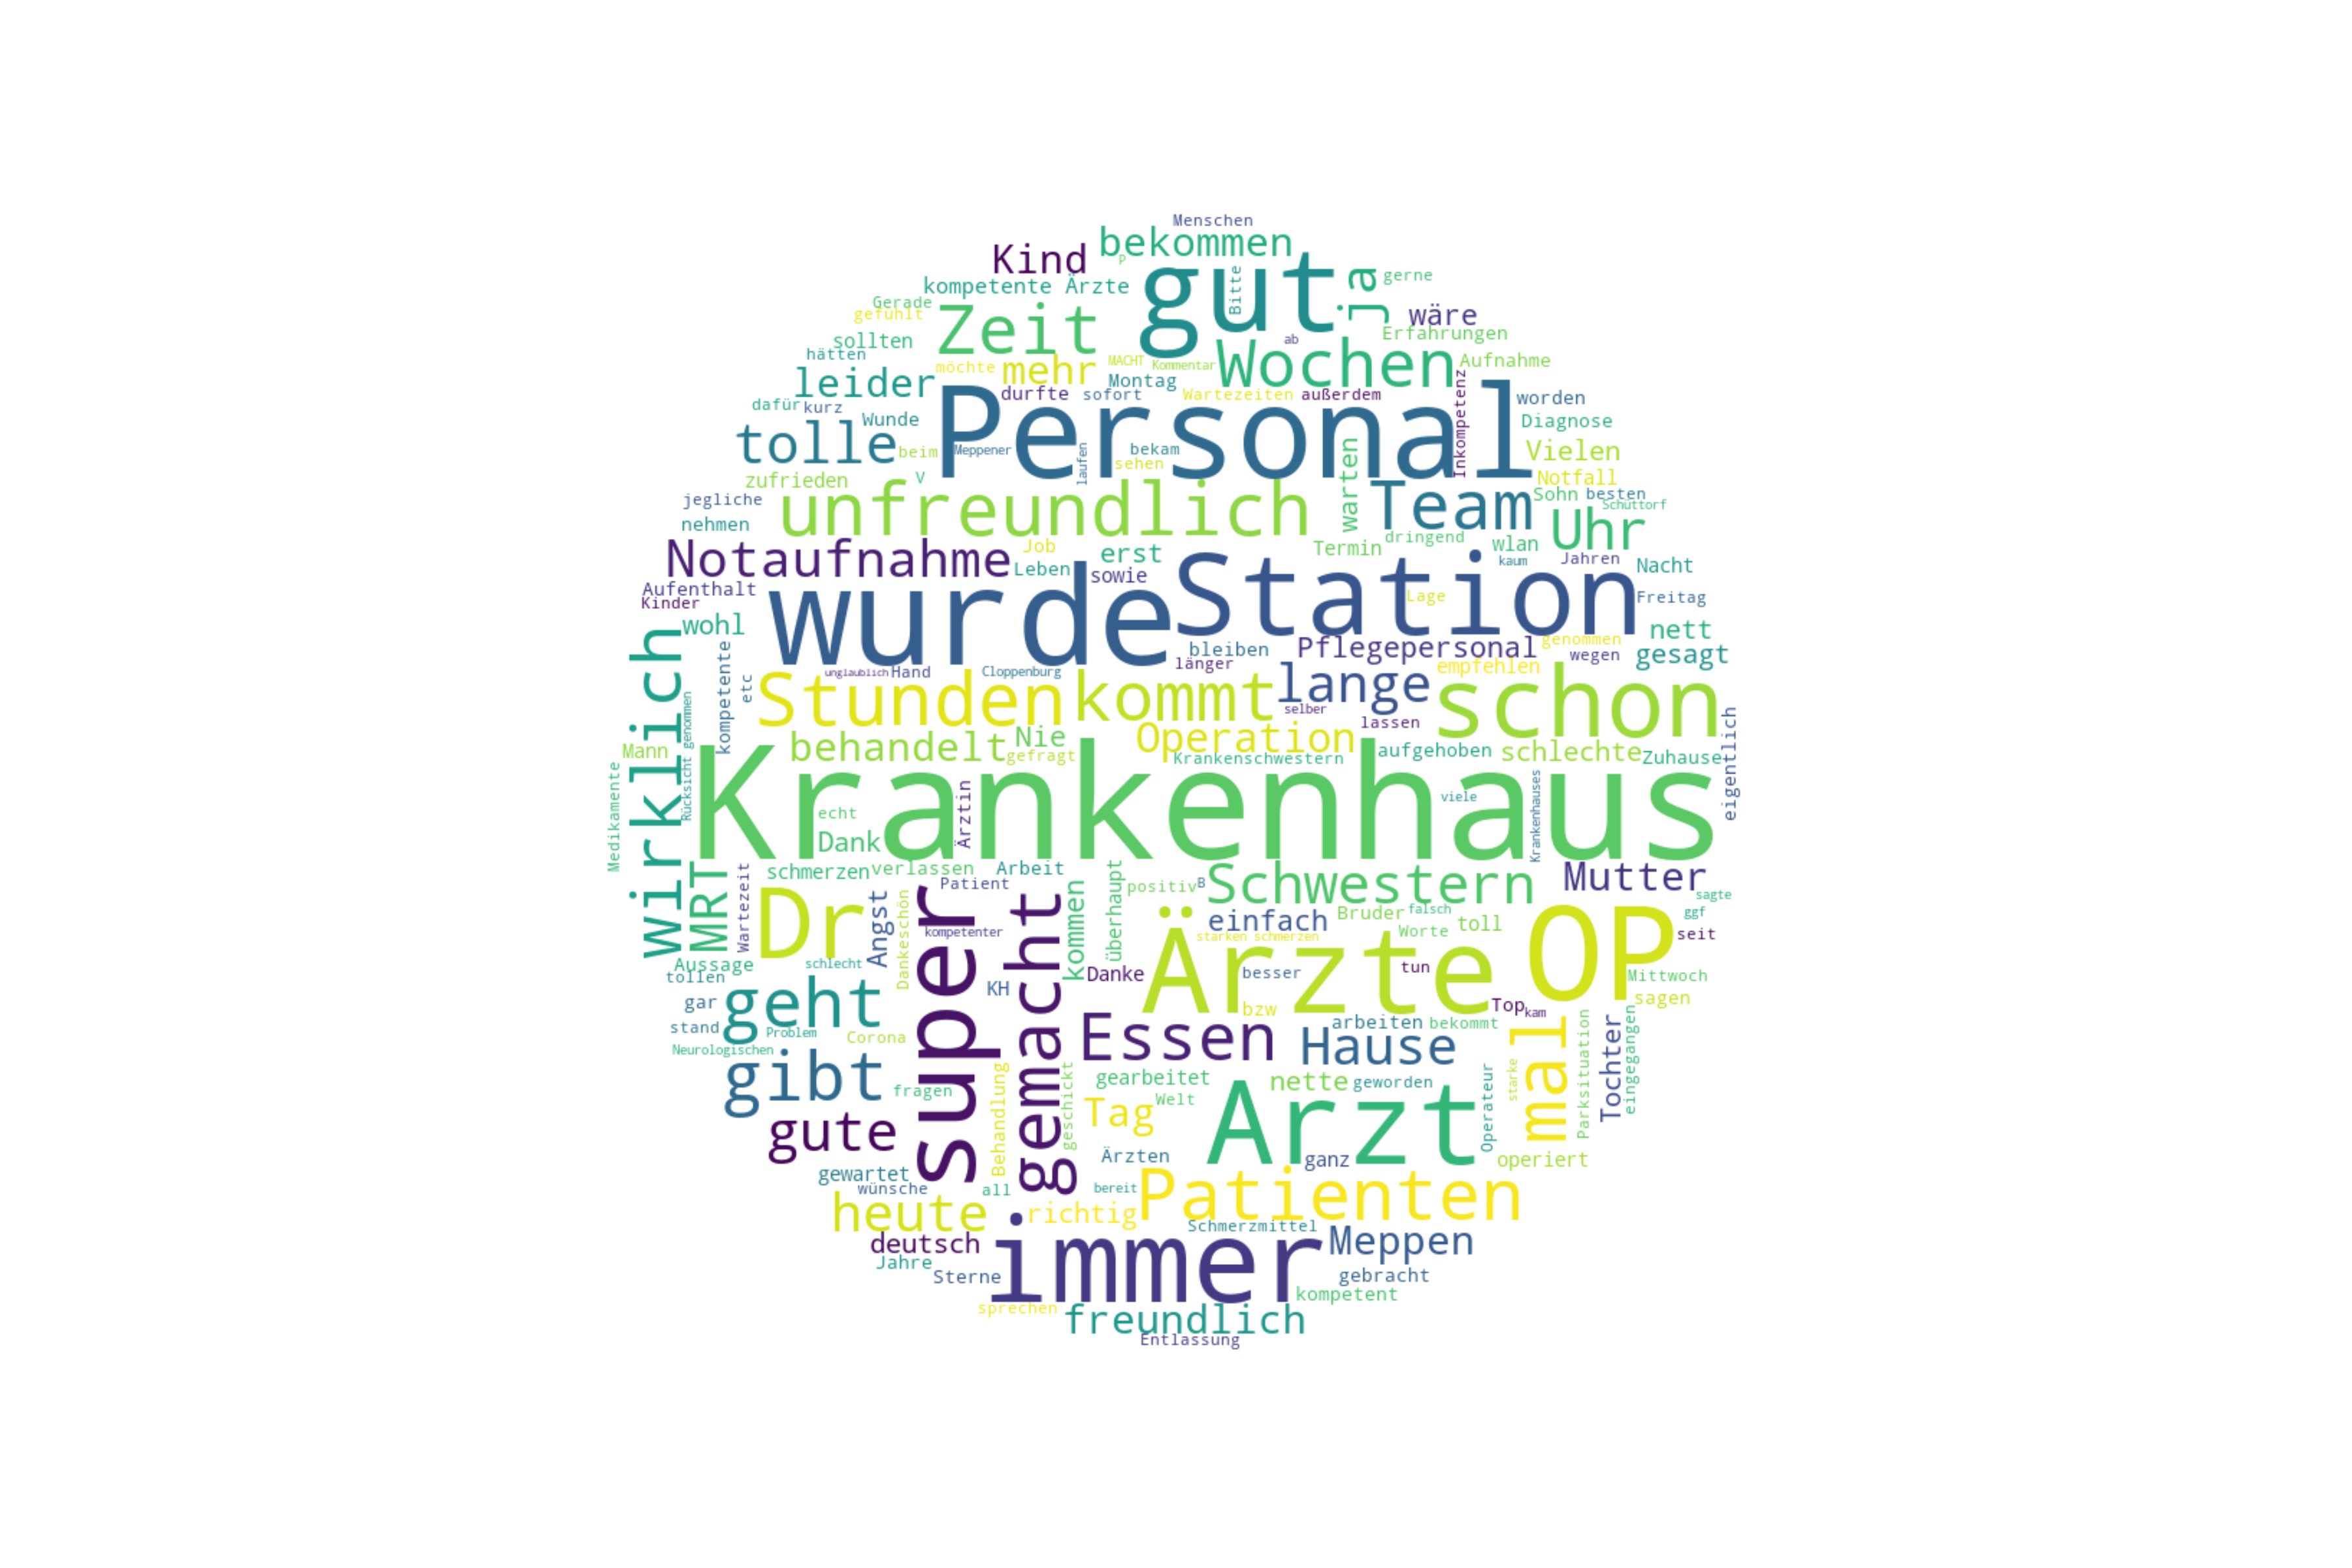 Menschen
bekommen
Kind
P
gut
Bitte
ja
gerne
kompetente Ärzte
Gerade
gefühlt
Zeit
wäre
Erfahrungen
sollten
ab
hätten
Wochen
Aufnahme
leider
möchte
mehr
MACHT
Kommentar
Montag
durfte
sofort
Wartezeiten
außerdem
Inkompetenz
worden
dafür
kurz
Personal
Wunde
Diagnose
tolle
beim
Meppener
laufen
bekam
sehen
warten
Vielen
zufrieden
V
Notfall
jegliche
unfreundlich
Team
Sohn
besten
Schüttorf
nehmen
Uhr
Notaufnahme
Job
erst
Termin
dringend
wlan
Leben
sowie
Station
kaum
Jahren
Nacht
Aufenthalt
Kinder
wurde
Lage
Freitag
wohl
nett
wirklich
kompetente
bleiben
Pflegepersonal
genommen
gesagt
länger
wegen
empfehlen
unglaublich
Hand
Cloppenburg
etc
Stunden
kommt
lange
schon
selber
lassen
Rücksicht genommen
eigentlich
Mann
behandelt
Nie
gefragt
Operation
Krankenschwestern
aufgehoben
schlechte
Zuhause
Medikamente
Krankenhaus
viele
Krankenhauses
echt
Dank
Ärztin
MRT
Wartezeit
schmerzen
verlassen
Arbeit
überhaupt
Schwestern
Mutter
Patient
positiv
B
sagte
Dr
Angst
Dankeschön
super
gemacht
kommen
einfach
Bruder
falsch
toll
ggf
kompetenter
Ärzte
starken schmerzen
Worte
OP
seit
Aussage
schlecht
Danke
besser
tun
Mittwoch
tollen
gar
geht
KH
bzw
Top
kam
sagen
stand
Problem
Corona
Essen
Hause
arbeiten
bekommt
mal
Parksituation
Tochter
eingegangen
Neurologischen
gibt
fragen
Behandlung
geschickt
gearbeitet
nette
geworden
Operateur
starke
Tag
Welt
Arzt
gute
Ärzten
ganz
operiert
gewartet
wünsche
all
bereit
Patienten
heute
richtig
Schmerzmittel
deutsch
immer
Meppen
Jahre
Sterne
gebracht
kompetent
sprechen
freundlich
Entlassung